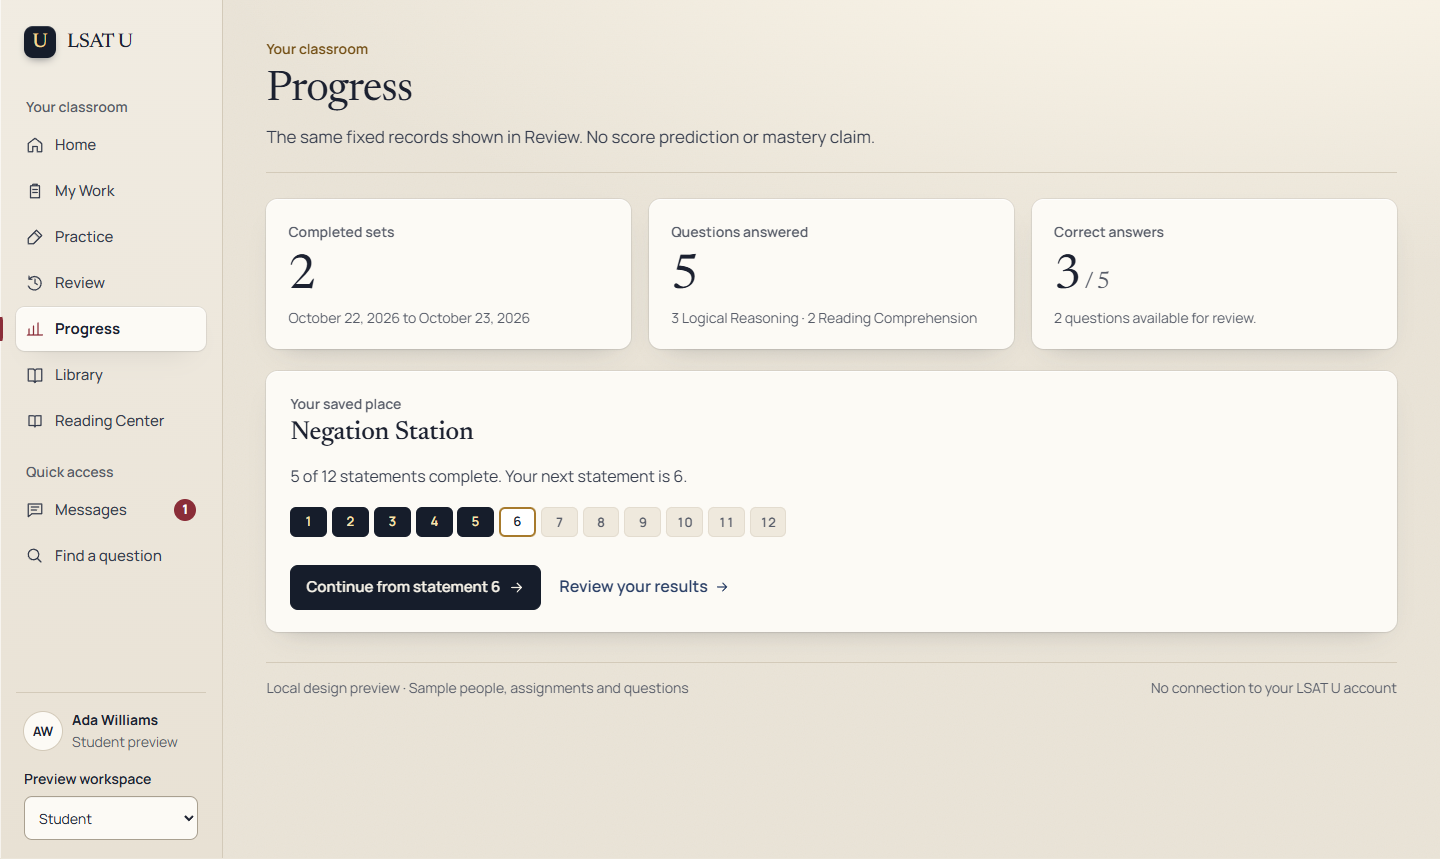 U LSAT U
Your classroom
Home
My Work
Practice
Review
Progress
Library
Reading Center
Quick access
Messages 1
Find a question
AW
Ada Williams
Student preview
Preview workspace
Student
Your classroom
Progress
The same fixed records shown in Review. No score prediction or mastery claim.
Completed sets
2
October 22, 2026 to October 23, 2026
Questions answered
5
3 Logical Reasoning · 2 Reading Comprehension
Correct answers
3 / 5
2 questions available for review.
Your saved place
Negation Station
5 of 12 statements complete. Your next statement is 6.
1 2 3 4 5 6 7 8 9 10 11 12
Continue from statement 6 →
Review your results →
Local design preview · Sample people, assignments and questions
No connection to your LSAT U account